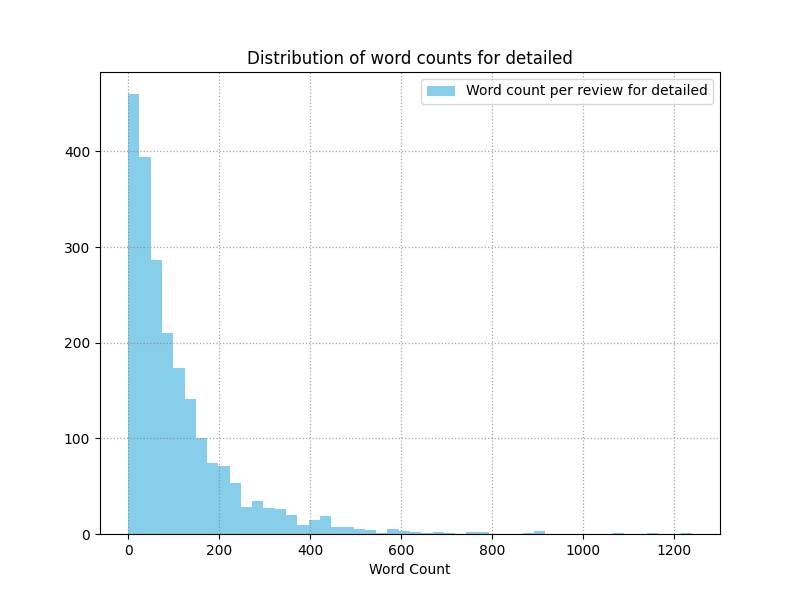 Distribution of word counts for detailed
Word count per review for detailed
400
300
200
100
0
0 200 400 600 800 1000 1200
Word Count